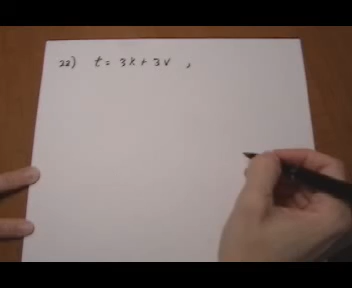 22) t = 3x + 3v ,